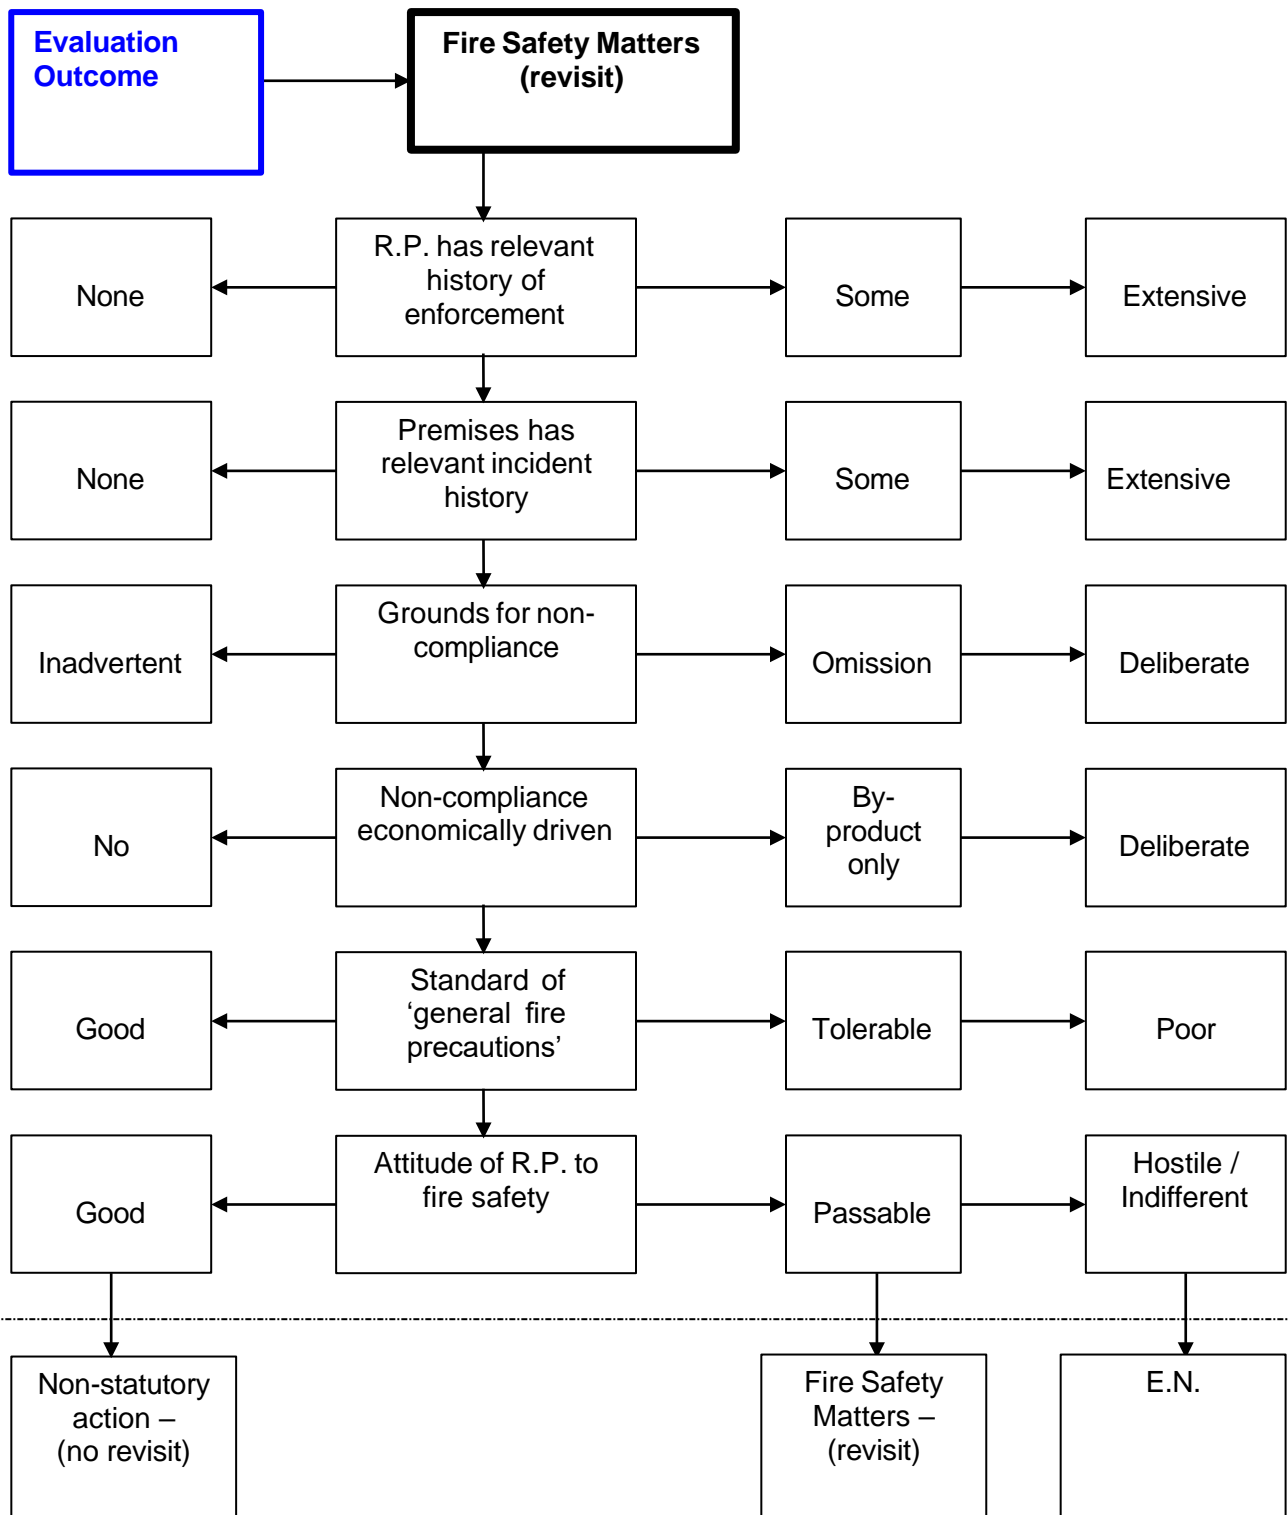 Evaluation
Outcome
Fire Safety Matters
(revisit)
None
R.P. has relevant
history of
enforcement
Some
Extensive
None
Premises has
relevant incident
history
Some
Extensive
Inadvertent
Grounds for non-
compliance
Omission
Deliberate
No
Non-compliance
economically driven
By-
product
only
Deliberate
Good
Standard of
‘general fire
precautions’
Tolerable
Poor
Good
Attitude of R.P. to
fire safety
Passable
Hostile /
Indifferent
Non-statutory
action –
(no revisit)
Fire Safety
Matters –
(revisit)
E.N.